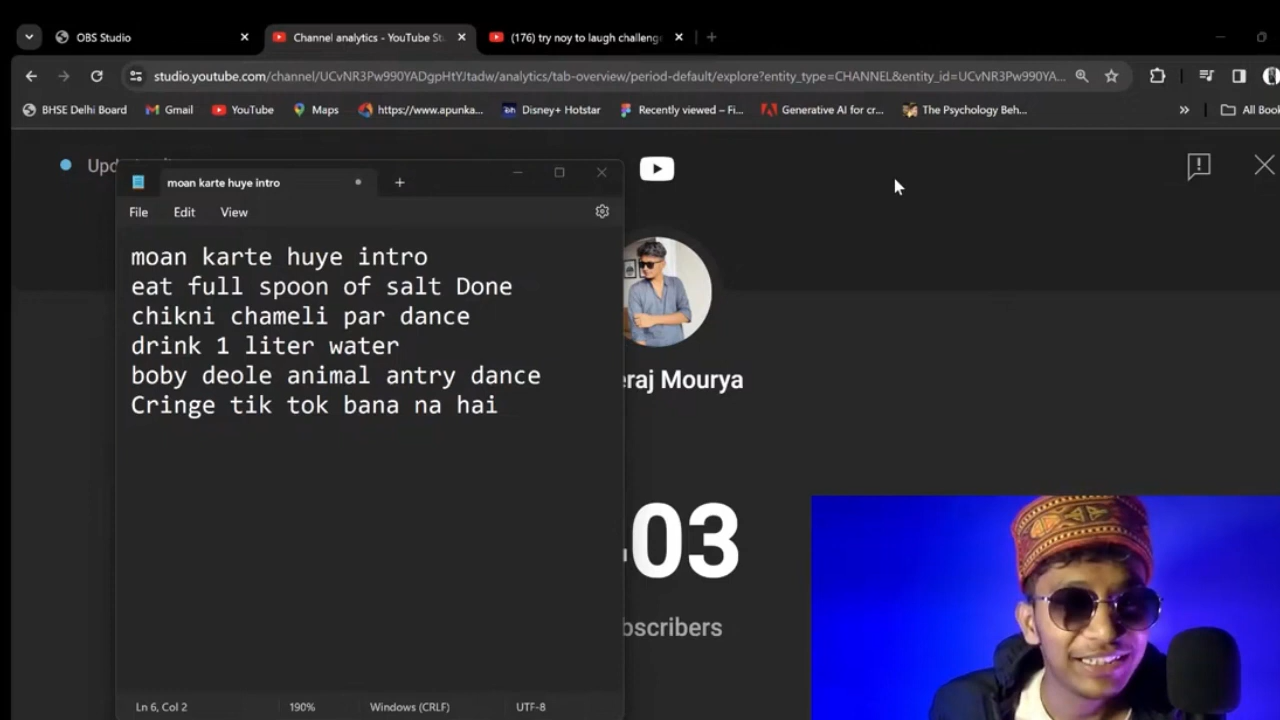 OBS Studio
Channel analytics - YouTube St
(176) try noy to laugh challeng
studio.youtube.com/channel/UCvNR3Pw990YADgpHtYJtadw/analytics/tab-overview/period-default/explore?entity_type=CHANNEL&entity_id=UCvNR3Pw990YA...
BHSE Delhi Board
Gmail
YouTube
Maps
https://www.apunka...
Disney+ Hotstar
Recently viewed – Fi...
Generative AI for cr...
The Psychology Beh...
All Book
moan karte huye intro
File Edit View
moan karte huye intro
eat full spoon of salt Done
chikni chameli par dance
drink 1 liter water
boby deole animal antry dance
Cringe tik tok bana na hai
eraj Mourya
03
bscribers
Ln 6, Col 2
190%
Windows (CRLF)
UTF-8